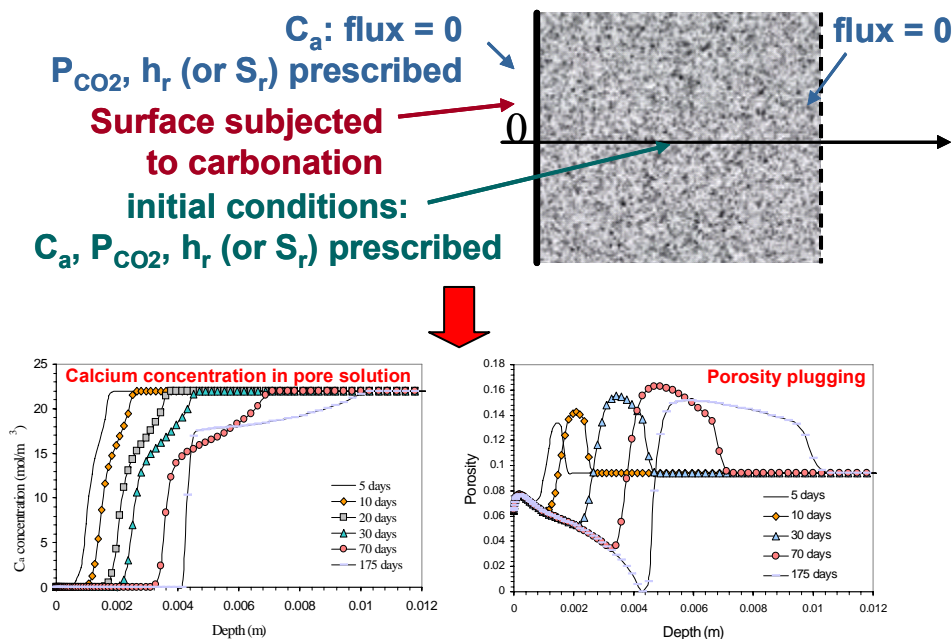 Ca: flux = 0
PCO2, hr (or Sr) prescribed
flux = 0
Surface subjected
to carbonation
0
initial conditions:
Ca, PCO2, hr (or Sr) prescribed
Calcium concentration in pore solution
Ca concentration (mol/m3)
25
20
15
10
5
0
5 days
10 days
20 days
30 days
70 days
175 days
0 0.002 0.004 0.006 0.008 0.01 0.012
Depth (m)
Porosity plugging
Porosity
0.18
0.16
0.14
0.12
0.1
0.08
0.06
0.04
0.02
0
5 days
10 days
30 days
70 days
175 days
0 0.002 0.004 0.006 0.008 0.01 0.012
Depth (m)